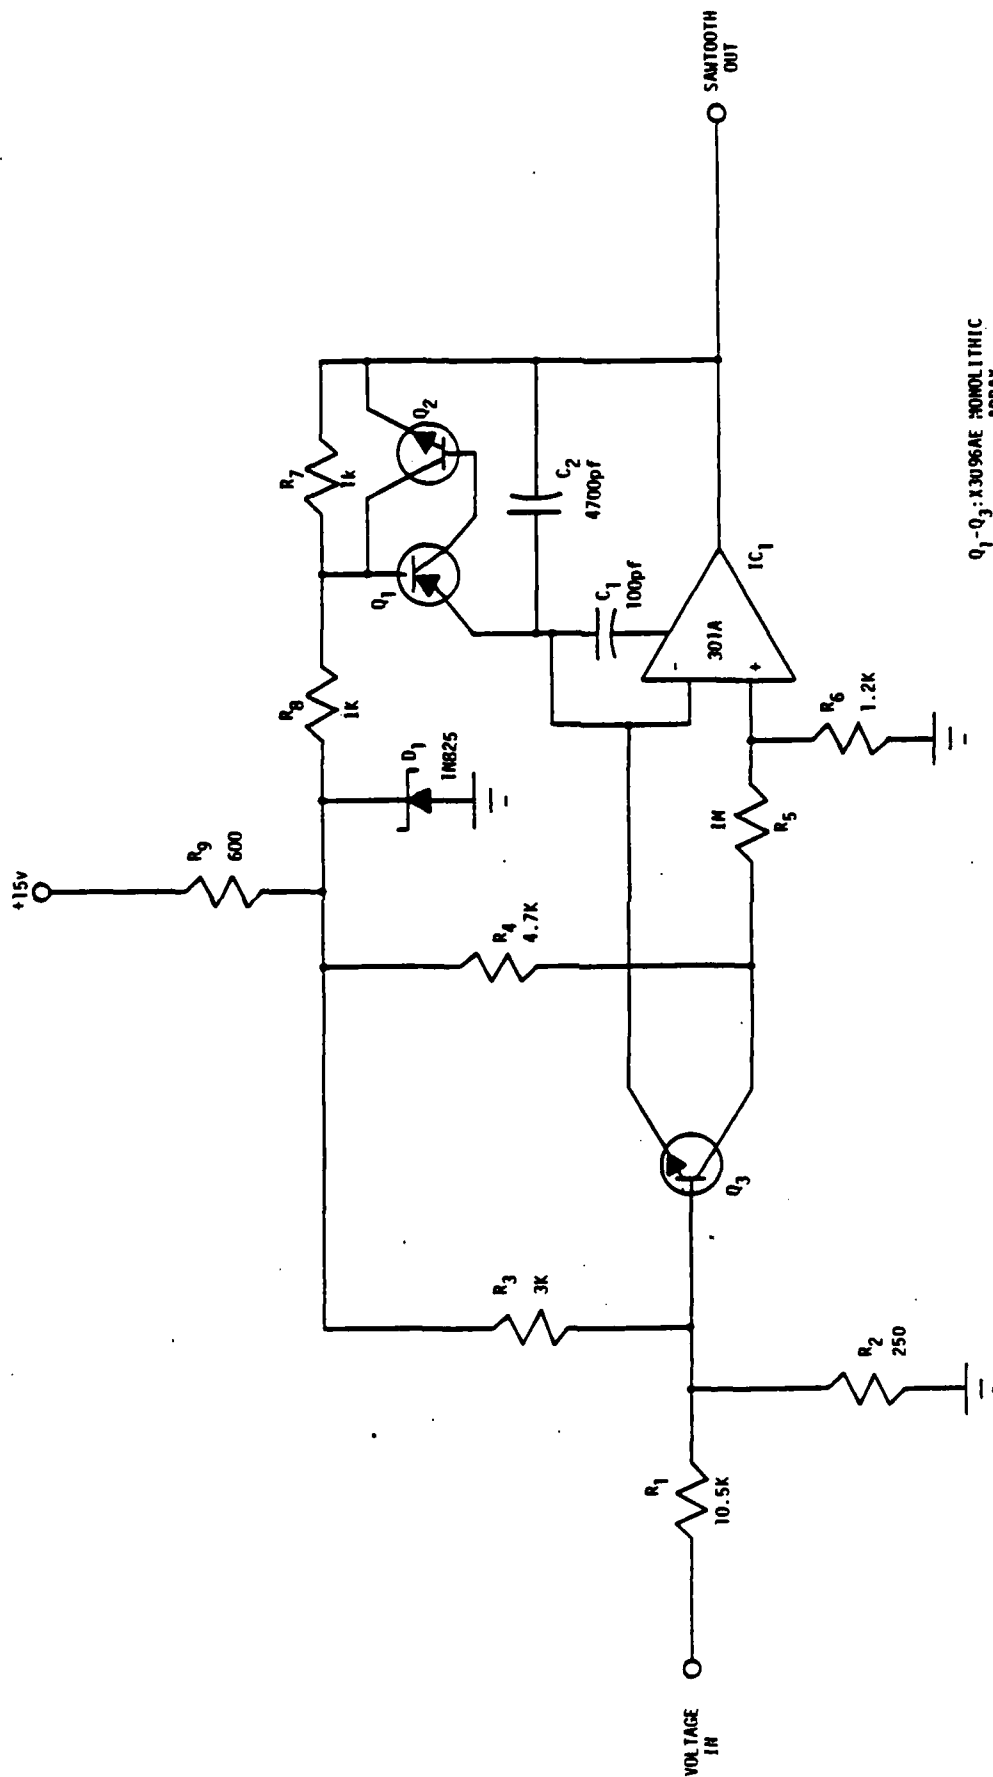 +15v
R9
600
R8
1K
R7
1k
D1
1N825
Q1
Q2
C2
4700pf
C1
100pf
R4
4.7K
R3
3K
301A
-
+
IC1
SAWTOOTH
OUT
1M
R5
R6
1.2K
Q3
VOLTAGE
IN
R1
10.5K
R2
250
Q1-Q3:X3096AE MONOLITHIC
ARRAY